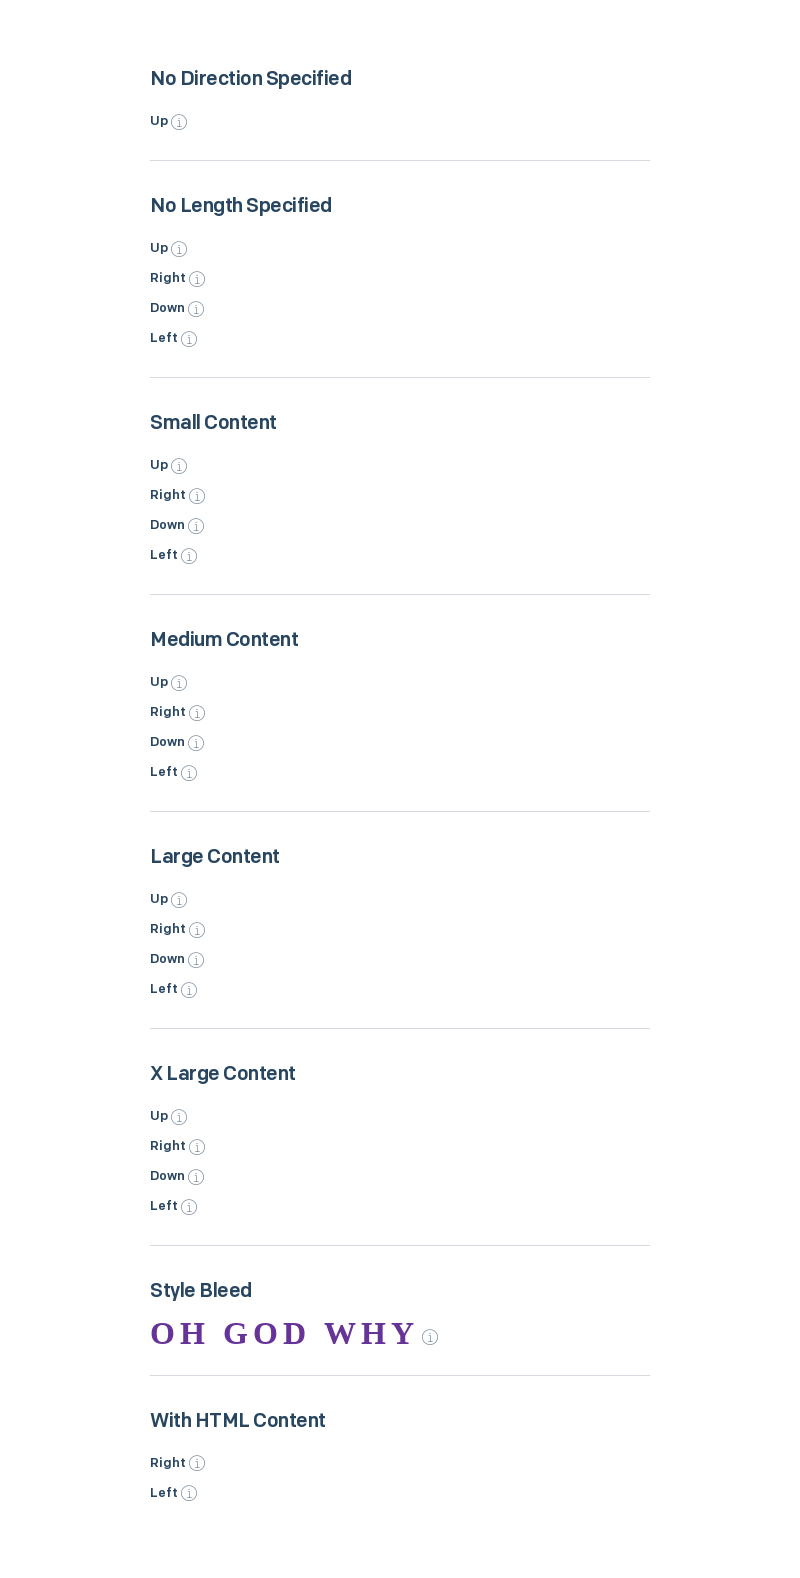 No Direction Specified
Up
No Length Specified
Up
Right
Down
Left
Small Content
Up
Right
Down
Left
Medium Content
Up
Right
Down
Left
Large Content
Up
Right
Down
Left
X Large Content
Up
Right
Down
Left
Style Bleed
OH GOD WHY
With HTML Content
Right
Left